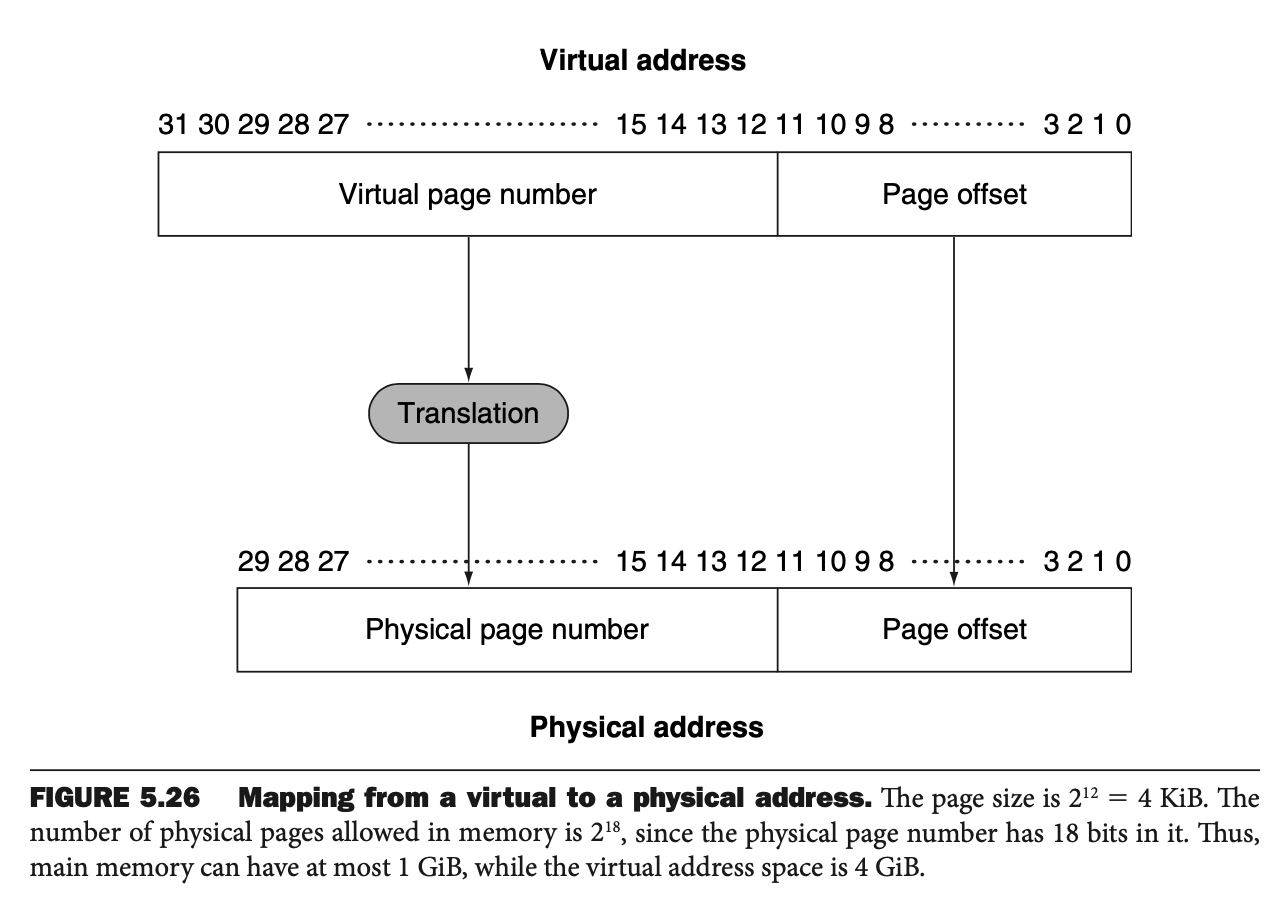 Virtual address
31 30 29 28 27 ····················· 15 14 13 12 11 10 9 8 ··········· 3 2 1 0
Virtual page number Page offset
Translation
29 28 27 ····················· 15 14 13 12 11 10 9 8 ··········· 3 2 1 0
Physical page number Page offset
Physical address
FIGURE 5.26 Mapping from a virtual to a physical address. The page size is 2¹² = 4 KiB. The
number of physical pages allowed in memory is 2¹⁸, since the physical page number has 18 bits in it. Thus,
main memory can have at most 1 GiB, while the virtual address space is 4 GiB.